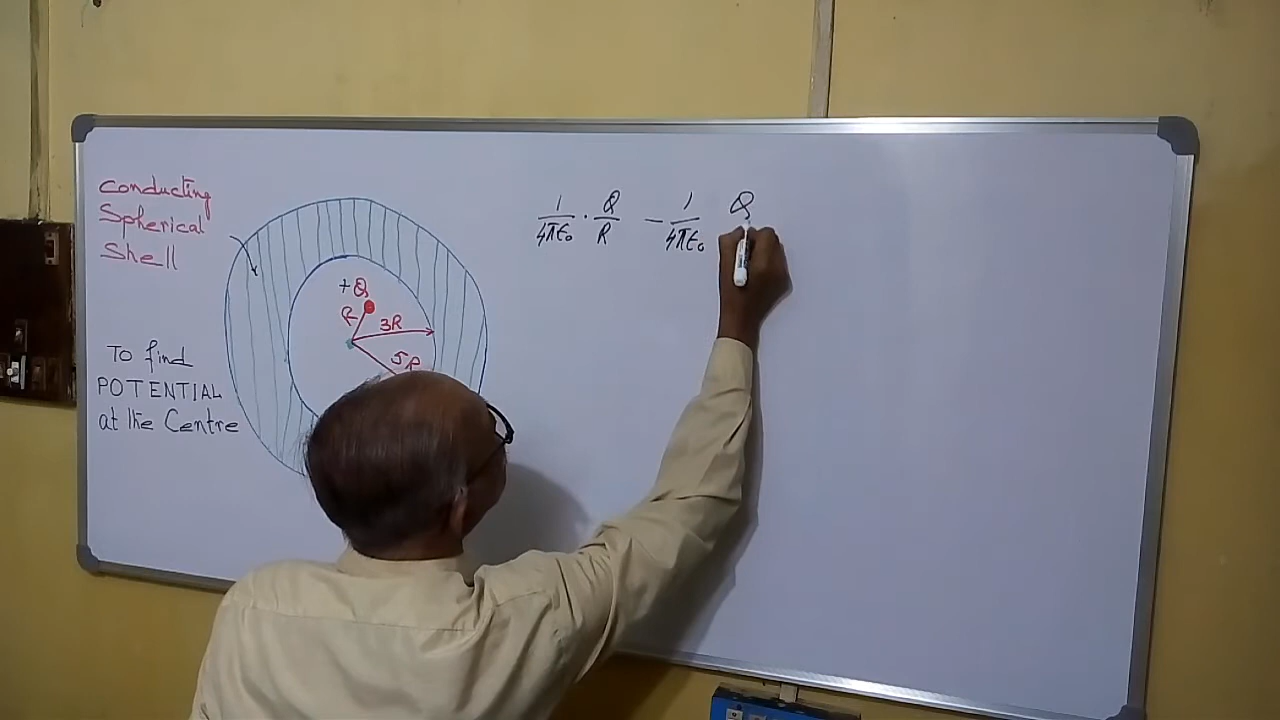 Conducting
Spherical
Shell
+Q
R
3R
5R
To find
POTENTIAL
at the Centre
1/4πε₀ · Q/R − 1/4πε₀ Q